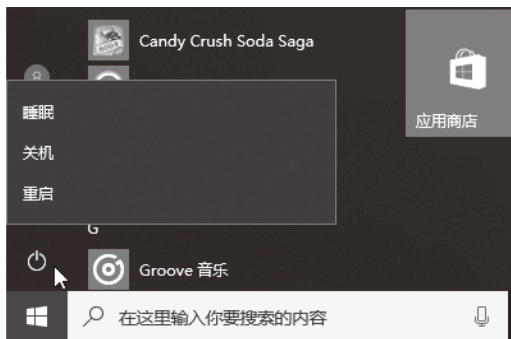 Candy Crush Soda Saga
睡眠
关机
重启
应用商店
G
Groove 音乐
在这里输入你要搜索的内容